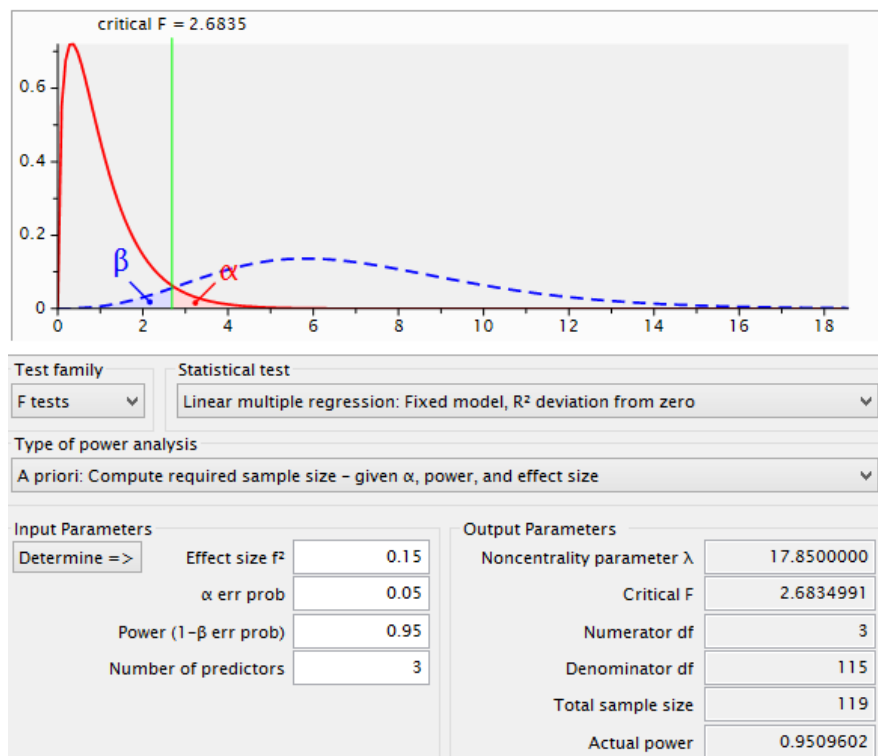 critical F = 2.6835
0.6
0.4
0.2
β
α
0
0 2 4 6 8 10 12 14 16 18
Test family Statistical test
F tests Linear multiple regression: Fixed model, R² deviation from zero
Type of power analysis
A priori: Compute required sample size – given α, power, and effect size
Input Parameters Output Parameters
Determine => Effect size f² 0.15 Noncentrality parameter λ 17.8500000
α err prob 0.05 Critical F 2.6834991
Power (1-β err prob) 0.95 Numerator df 3
Number of predictors 3 Denominator df 115
Total sample size 119
Actual power 0.9509602